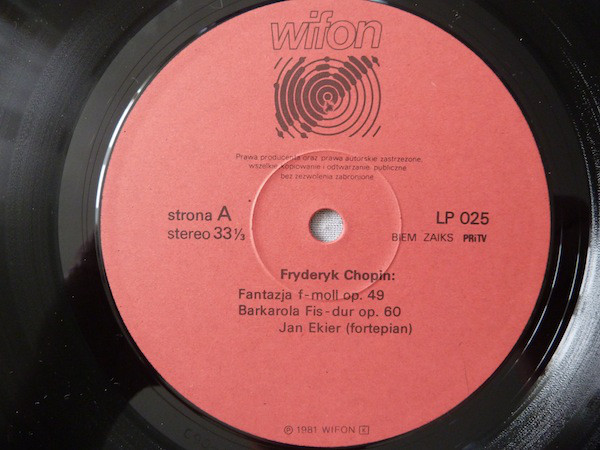 wifon
Prawa producenta oraz prawa autorskie zastrzeżone,
wszelkie kopiowanie i odtwarzanie publiczne
bez zezwolenia zabronione
strona A
LP 025
stereo 33⅓
BIEM ZAIKS PRiTV
Fryderyk Chopin:
Fantazja f-moll op. 49
Barkarola Fis-dur op. 60
Jan Ekier (fortepian)
Ⓟ 1981 WIFON